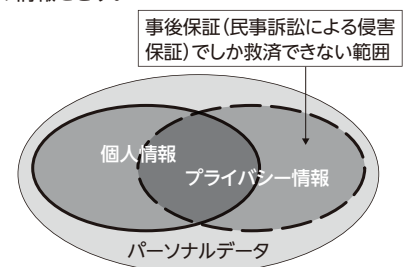 事後保証(民事訴訟による侵害
保証)でしか救済できない範囲
個人情報
プライバシー情報
パーソナルデータ